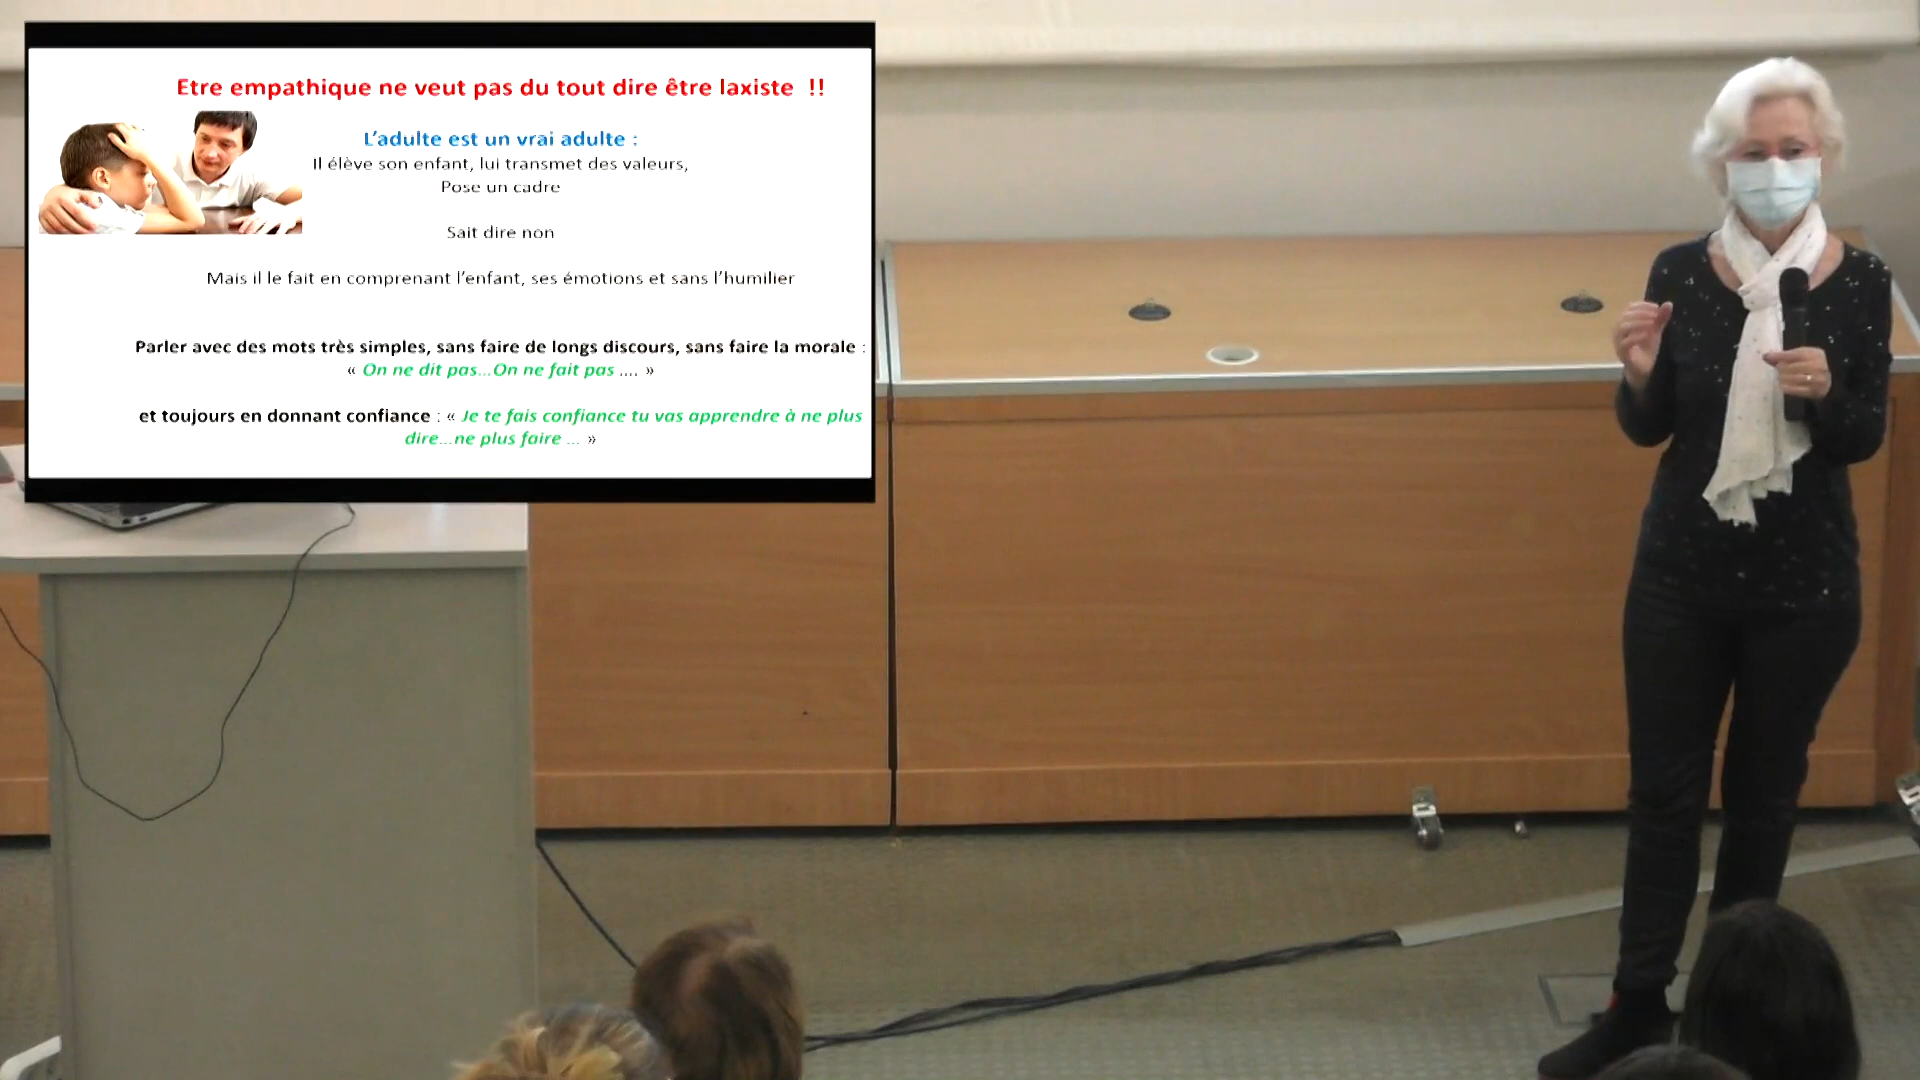 Etre empathique ne veut pas du tout dire être laxiste !!
L'adulte est un vrai adulte :
Il élève son enfant, lui transmet des valeurs,
Pose un cadre
Sait dire non
Mais il le fait en comprenant l'enfant, ses émotions et sans l'humilier
Parler avec des mots très simples, sans faire de longs discours, sans faire la morale :
« On ne dit pas...On ne fait pas .... »
et toujours en donnant confiance : « Je te fais confiance tu vas apprendre à ne plus
dire...ne plus faire ... »